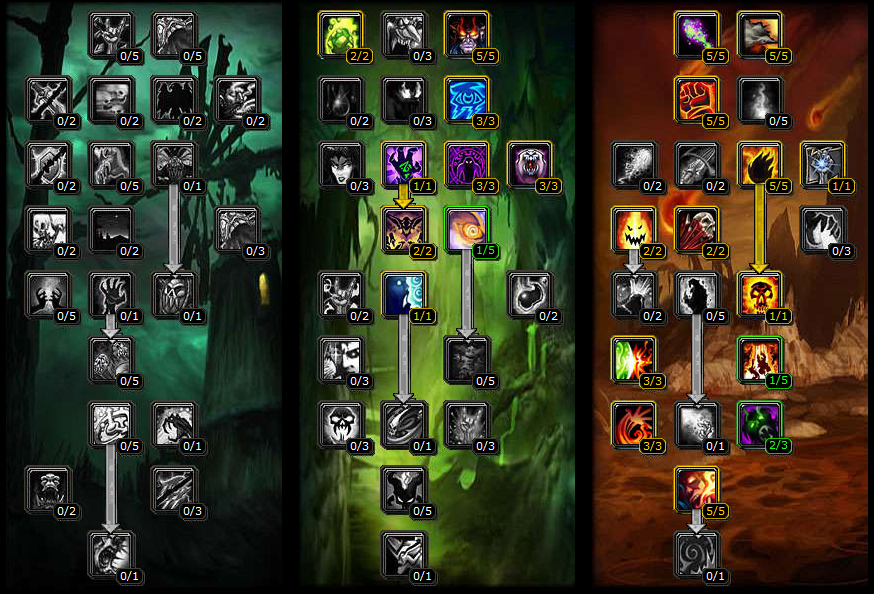 0/5 0/5
0/2 0/2 0/2 0/2
0/2 0/5 0/1
0/2 0/2 0/3
0/5 0/1 0/1
0/5
0/5 0/1
0/2 0/3
0/1
2/2 0/3 5/5
0/2 0/3 3/3
0/3 1/1 3/3 3/3
2/2 1/5
0/2 1/1 0/2
0/3 0/5
0/3 0/1 0/3
0/5
0/1
5/5 5/5
5/5 0/5
0/2 0/2 5/5 1/1
2/2 2/2 0/3
0/2 0/5 1/1
3/3 1/5
3/3 0/1 2/3
5/5
0/1